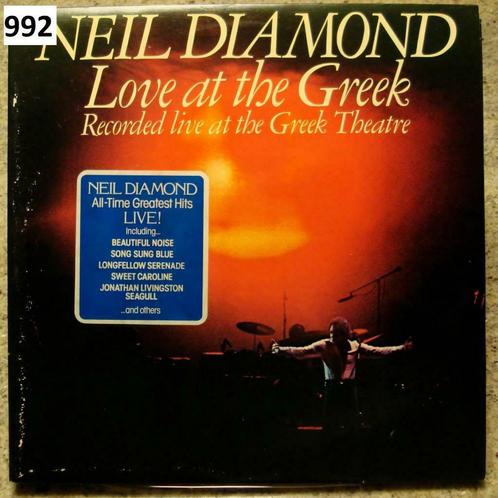 992
NEIL DIAMOND
Love at the Greek
Recorded live at the Greek Theatre
NEIL DIAMOND
All-Time Greatest Hits
LIVE!
Including...
BEAUTIFUL NOISE
SONG SUNG BLUE
LONGFELLOW SERENADE
SWEET CAROLINE
JONATHAN LIVINGSTON
SEAGULL
...and others